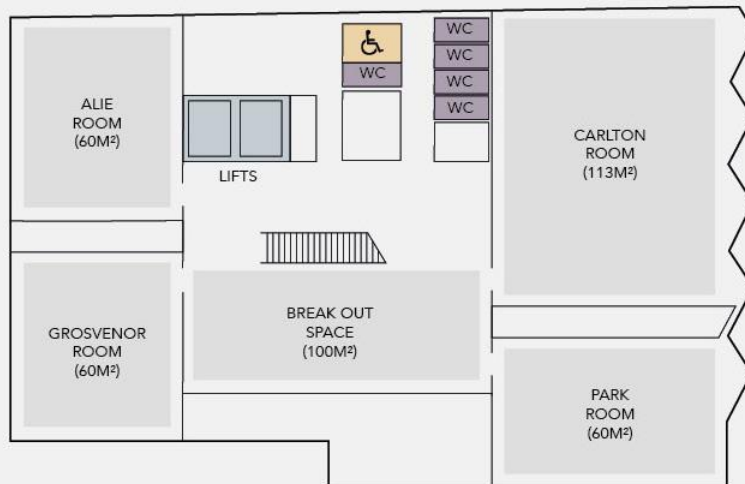 ALIE
ROOM
(60M²)
LIFTS
WC
WC
WC
WC
WC
CARLTON
ROOM
(113M²)
GROSVENOR
ROOM
(60M²)
BREAK OUT
SPACE
(100M²)
PARK
ROOM
(60M²)